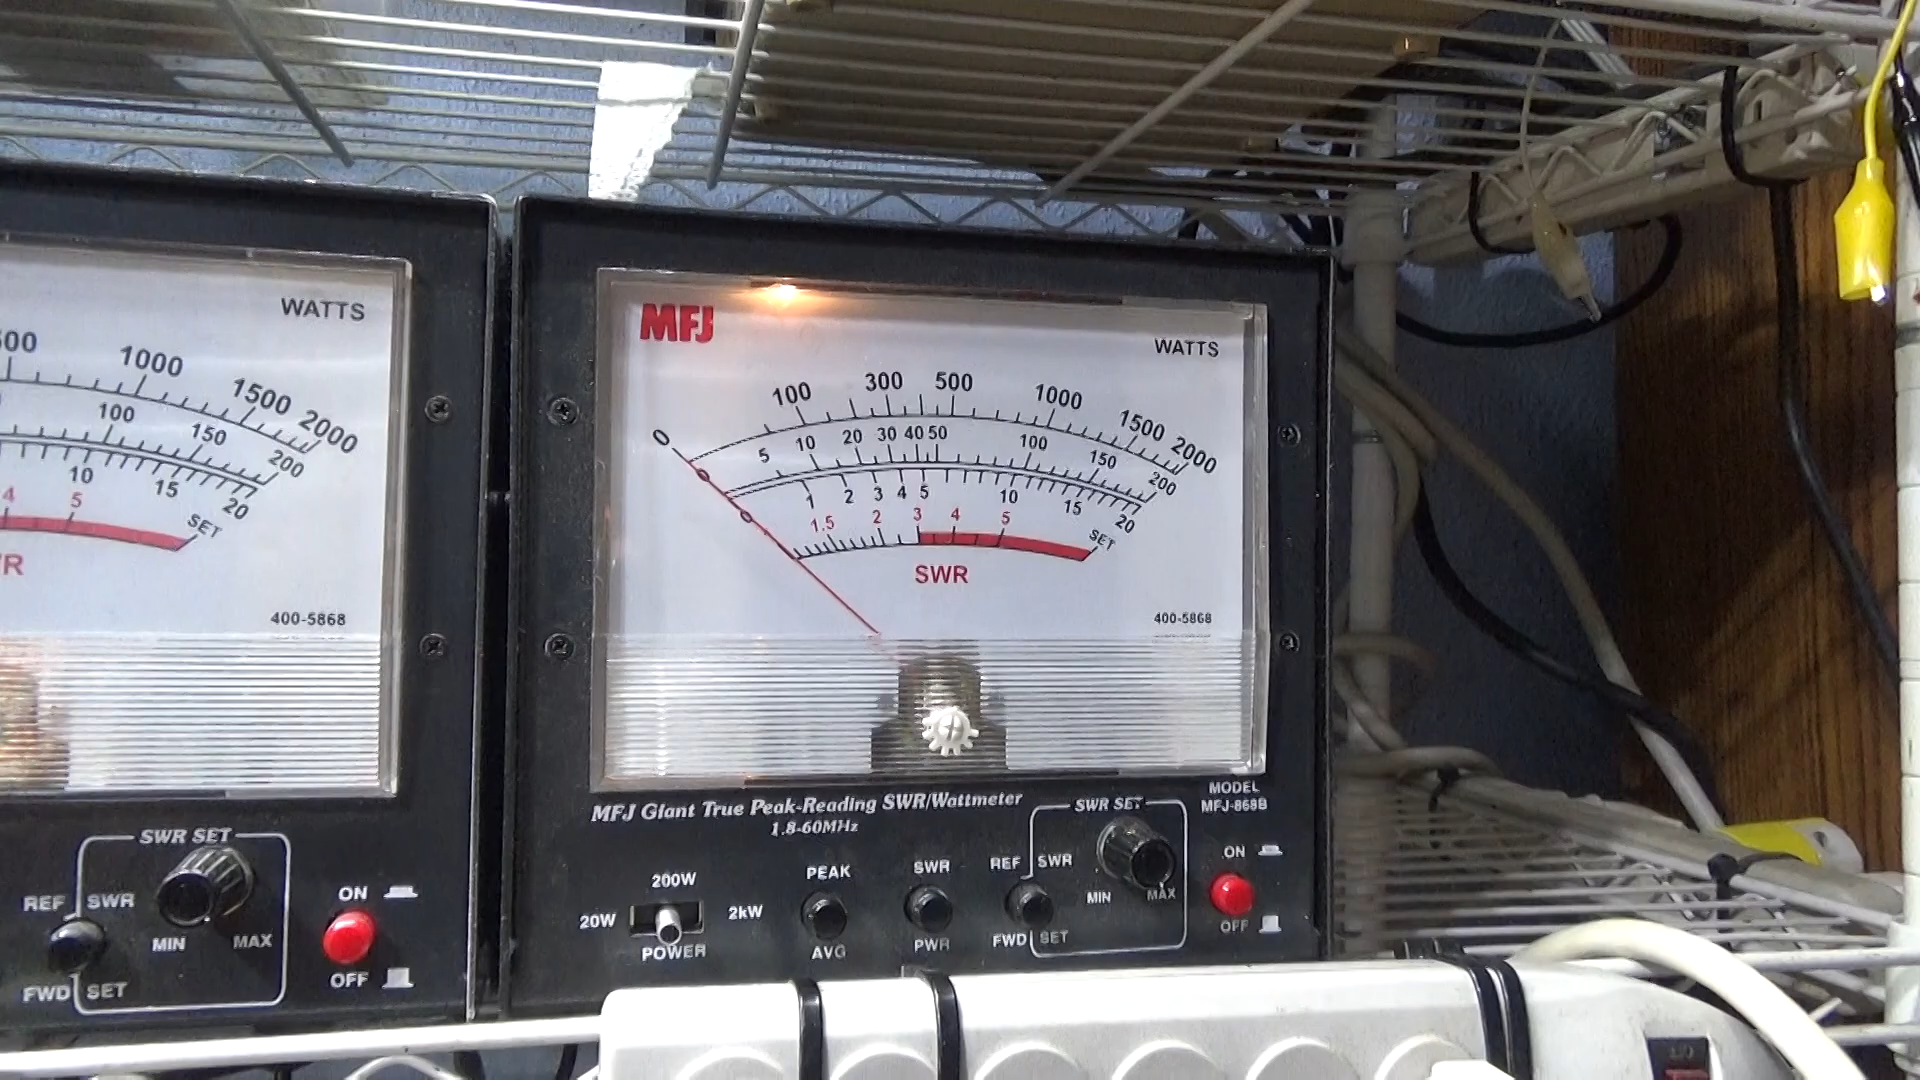 WATTS
500 1000 1500 2000
100 150 200
10 15 20
4 5 SET
400-5868
SWR SET
REF SWR
MIN MAX
FWD SET
ON
OFF
MFJ
WATTS
0 100 300 500 1000 1500 2000
0 5 10 20 30 40 50 100 150 200
0 1 2 3 4 5 10 15 20
1.5 2 3 4 5 SET
SWR
400-5868
MFJ Giant True Peak-Reading SWR/Wattmeter
1.8-60MHz
MODEL
MFJ-868B
200W
20W 2kW
POWER
PEAK
AVG
SWR
PWR
SWR SET
REF SWR
MIN MAX
FWD SET
ON
OFF